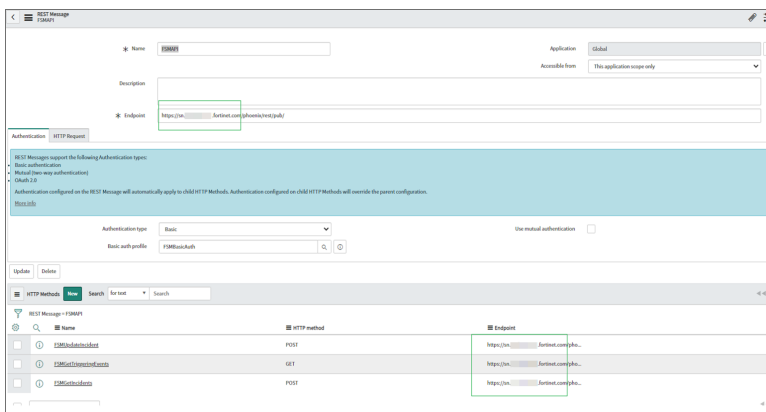 REST Message
FSMAPI
* Name FSMAPI
Application Global
Accessible from This application scope only
Description
* Endpoint https://sn. .fortinet.com/phoenix/rest/pub/
Authentication HTTP Request
REST Messages support the following Authentication types:
Basic authentication
Mutual (two-way authentication)
OAuth 2.0
Authentication configured on the REST Message will automatically apply to child HTTP Methods. Authentication configured on child HTTP Methods will override the parent configuration.
More info
Authentication type Basic
Use mutual authentication
Basic auth profile FSMBasicAuth
Update Delete
HTTP Methods New Search for text Search
REST Message = FSMAPI
Name HTTP method Endpoint
FSMUpdateIncident POST https://sn. .fortinet.com/pho...
FSMGetTriggeringEvents GET https://sn. .fortinet.com/pho...
FSMGetIncidents POST https://sn. .fortinet.com/pho...